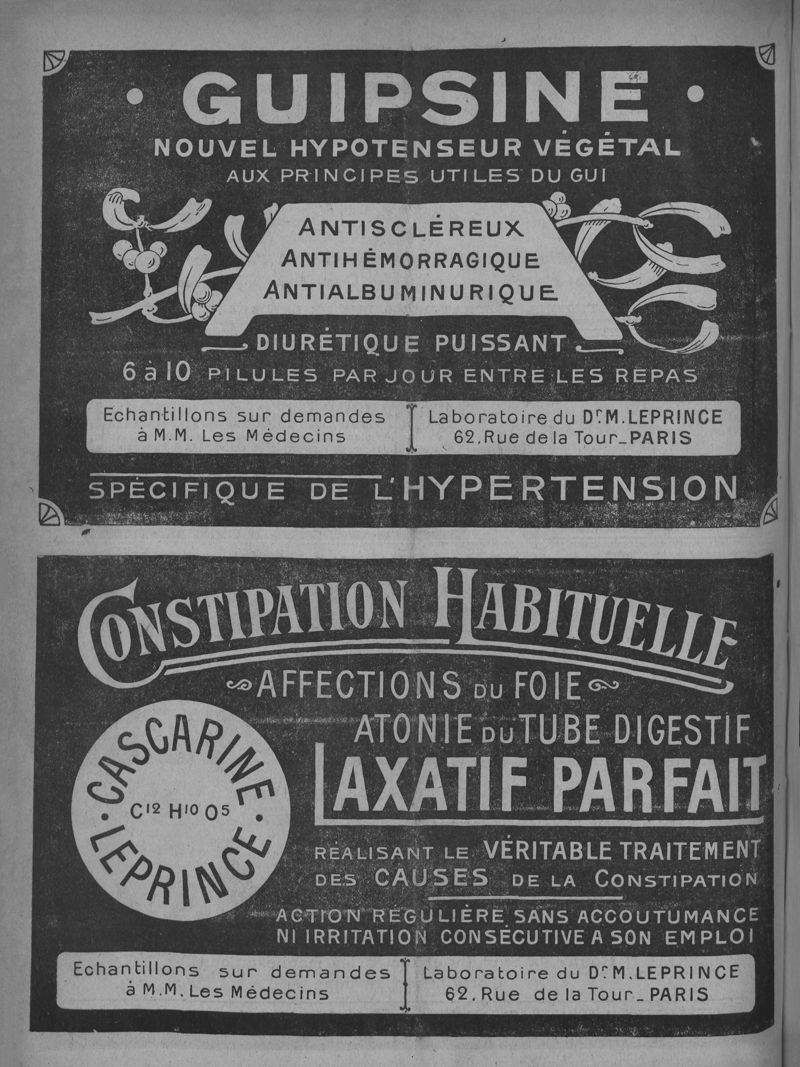 • GUIPSINE •
NOUVEL HYPOTENSEUR VÉGÉTAL
AUX PRINCIPES UTILES DU GUI
ANTISCLÉREUX
ANTIHÉMORRAGIQUE
ANTIALBUMINURIQUE
DIURÉTIQUE PUISSANT
6 à 10 PILULES PAR JOUR ENTRE LES REPAS
Echantillons sur demandes
à M.M. Les Médecins
Laboratoire du Dr. M. LEPRINCE
62, Rue de la Tour_PARIS
SPÉCIFIQUE DE L'HYPERTENSION
CONSTIPATION HABITUELLE
AFFECTIONS DU FOIE
ATONIE DU TUBE DIGESTIF
LAXATIF PARFAIT
CASCARINE
C12 H10 O5
LEPRINCE
RÉALISANT LE VÉRITABLE TRAITEMENT
DES CAUSES DE LA CONSTIPATION
ACTION RÉGULIÈRE, SANS ACCOUTUMANCE
NI IRRITATION CONSÉCUTIVE A SON EMPLOI
Echantillons sur demandes
à M.M. Les Médecins
Laboratoire du Dr. M. LEPRINCE
62, Rue de la Tour_PARIS